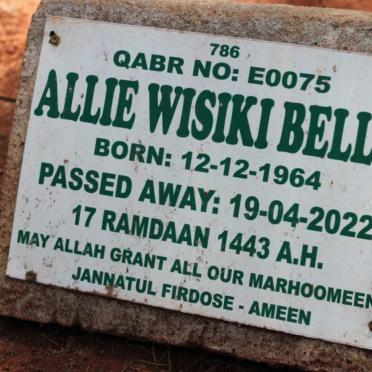 786
QABR NO: E0075
ALLIE WISIKI BELL
BORN: 12-12-1964
PASSED AWAY: 19-04-2022
17 RAMDAAN 1443 A.H.
MAY ALLAH GRANT ALL OUR MARHOOMEEN
JANNATUL FIRDOSE - AMEEN